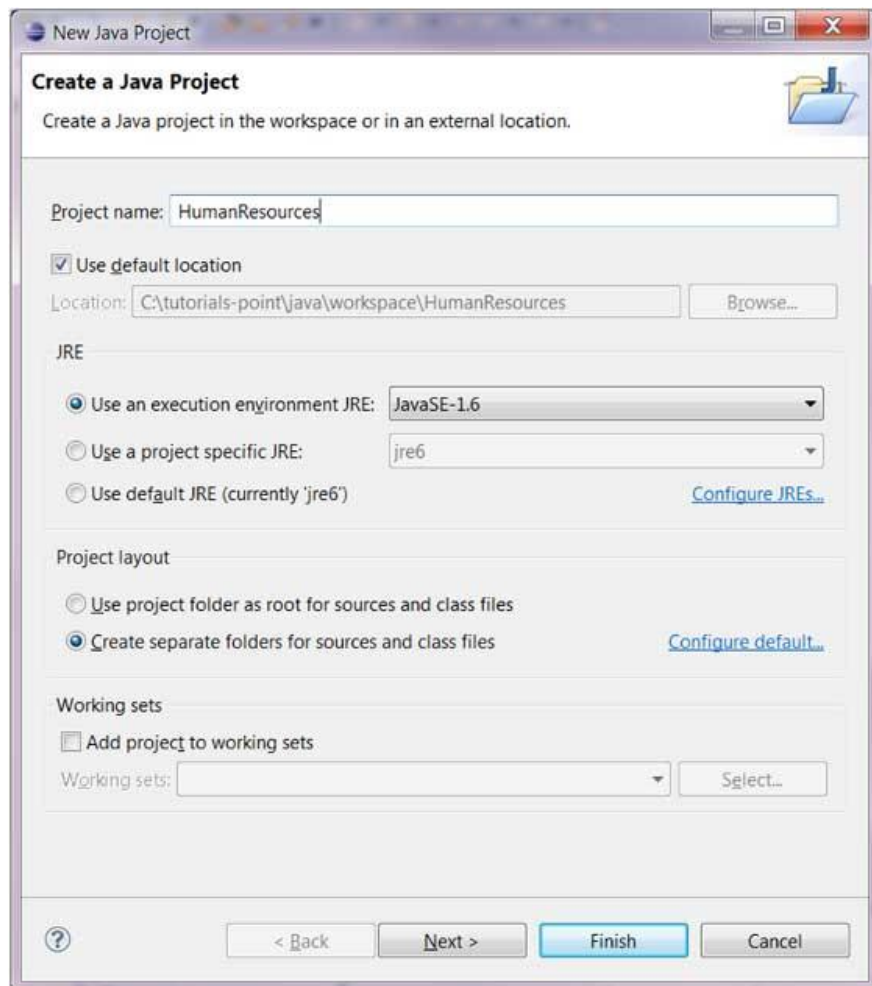 New Java Project
Create a Java Project
Create a Java project in the workspace or in an external location.
Project name: HumanResources
Use default location
Location: C:\tutorials-point\java\workspace\HumanResources Browse...
JRE
Use an execution environment JRE: JavaSE-1.6
Use a project specific JRE: jre6
Use default JRE (currently 'jre6') Configure JREs...
Project layout
Use project folder as root for sources and class files
Create separate folders for sources and class files Configure default...
Working sets
Add project to working sets
Working sets: Select...
? < Back Next > Finish Cancel